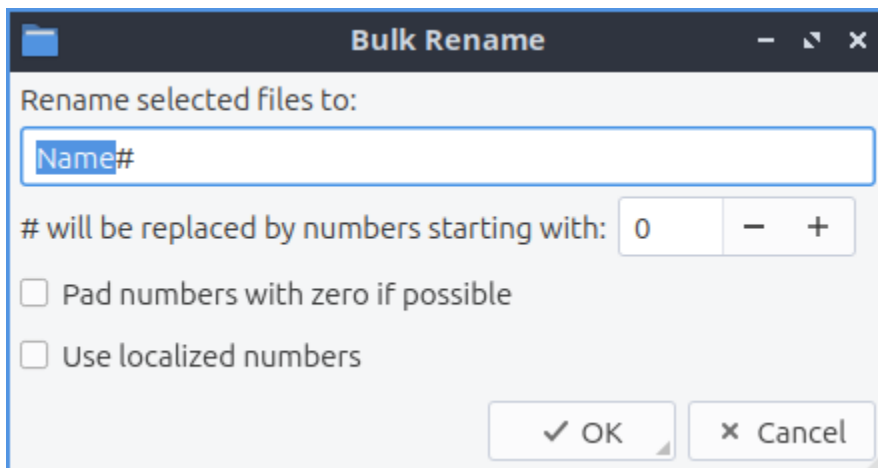 Bulk Rename
Rename selected files to:
Name#
# will be replaced by numbers starting with: 0
Pad numbers with zero if possible
Use localized numbers
OK Cancel